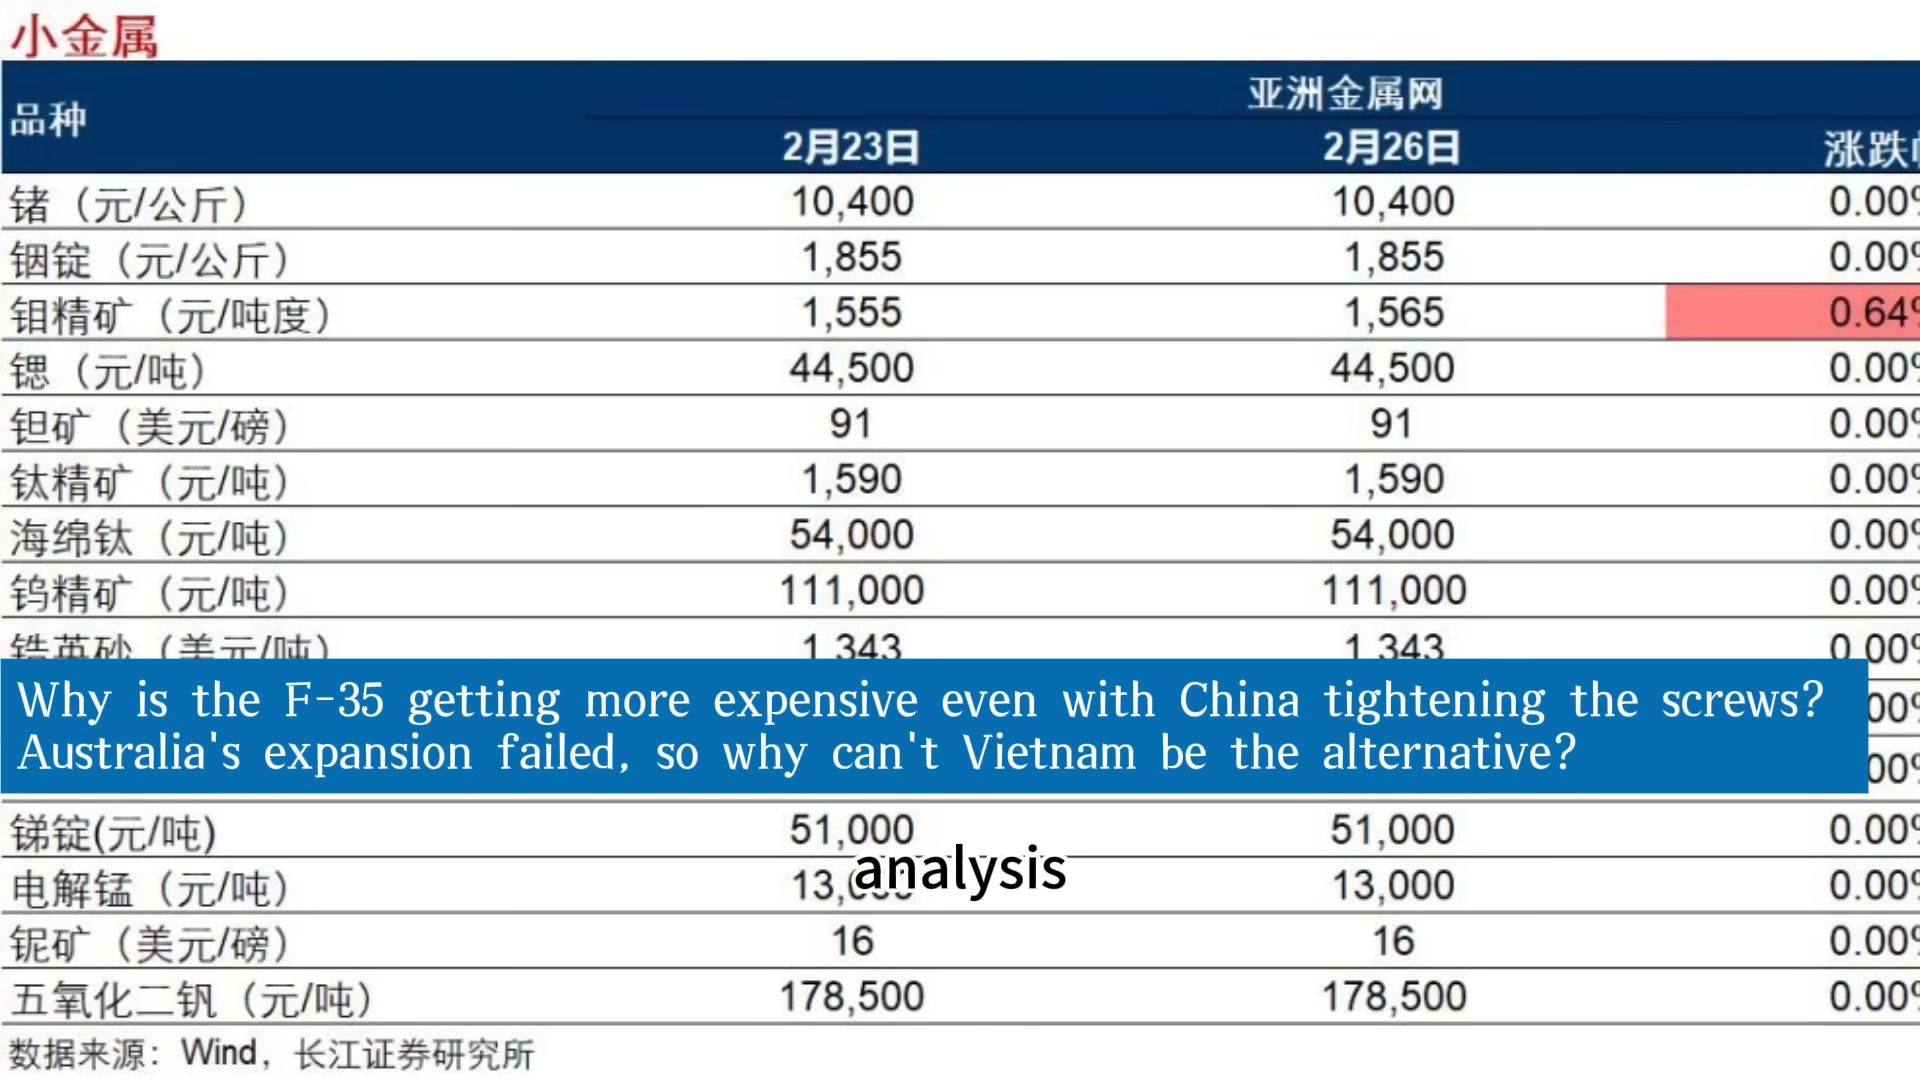 小金属
品种 亚洲金属网
2月23日 2月26日 涨跌
锗（元/公斤） 10,400 10,400 0.00%
铟锭（元/公斤） 1,855 1,855 0.00%
钼精矿（元/吨度） 1,555 1,565 0.64%
锶（元/吨） 44,500 44,500 0.00%
钽矿（美元/磅） 91 91 0.00%
钛精矿（元/吨） 1,590 1,590 0.00%
海绵钛（元/吨） 54,000 54,000 0.00%
钨精矿（元/吨） 111,000 111,000 0.00%
锆英砂（美元/吨） 1,343 1,343 0.00%
Why is the F-35 getting more expensive even with China tightening the screws?
Australia's expansion failed, so why can't Vietnam be the alternative?
锑锭(元/吨) 51,000 51,000 0.00%
analysis
电解锰（元/吨） 13,000 0.00%
铌矿（美元/磅） 16 16 0.00%
五氧化二钒（元/吨） 178,500 178,500 0.00%
数据来源：Wind，长江证券研究所